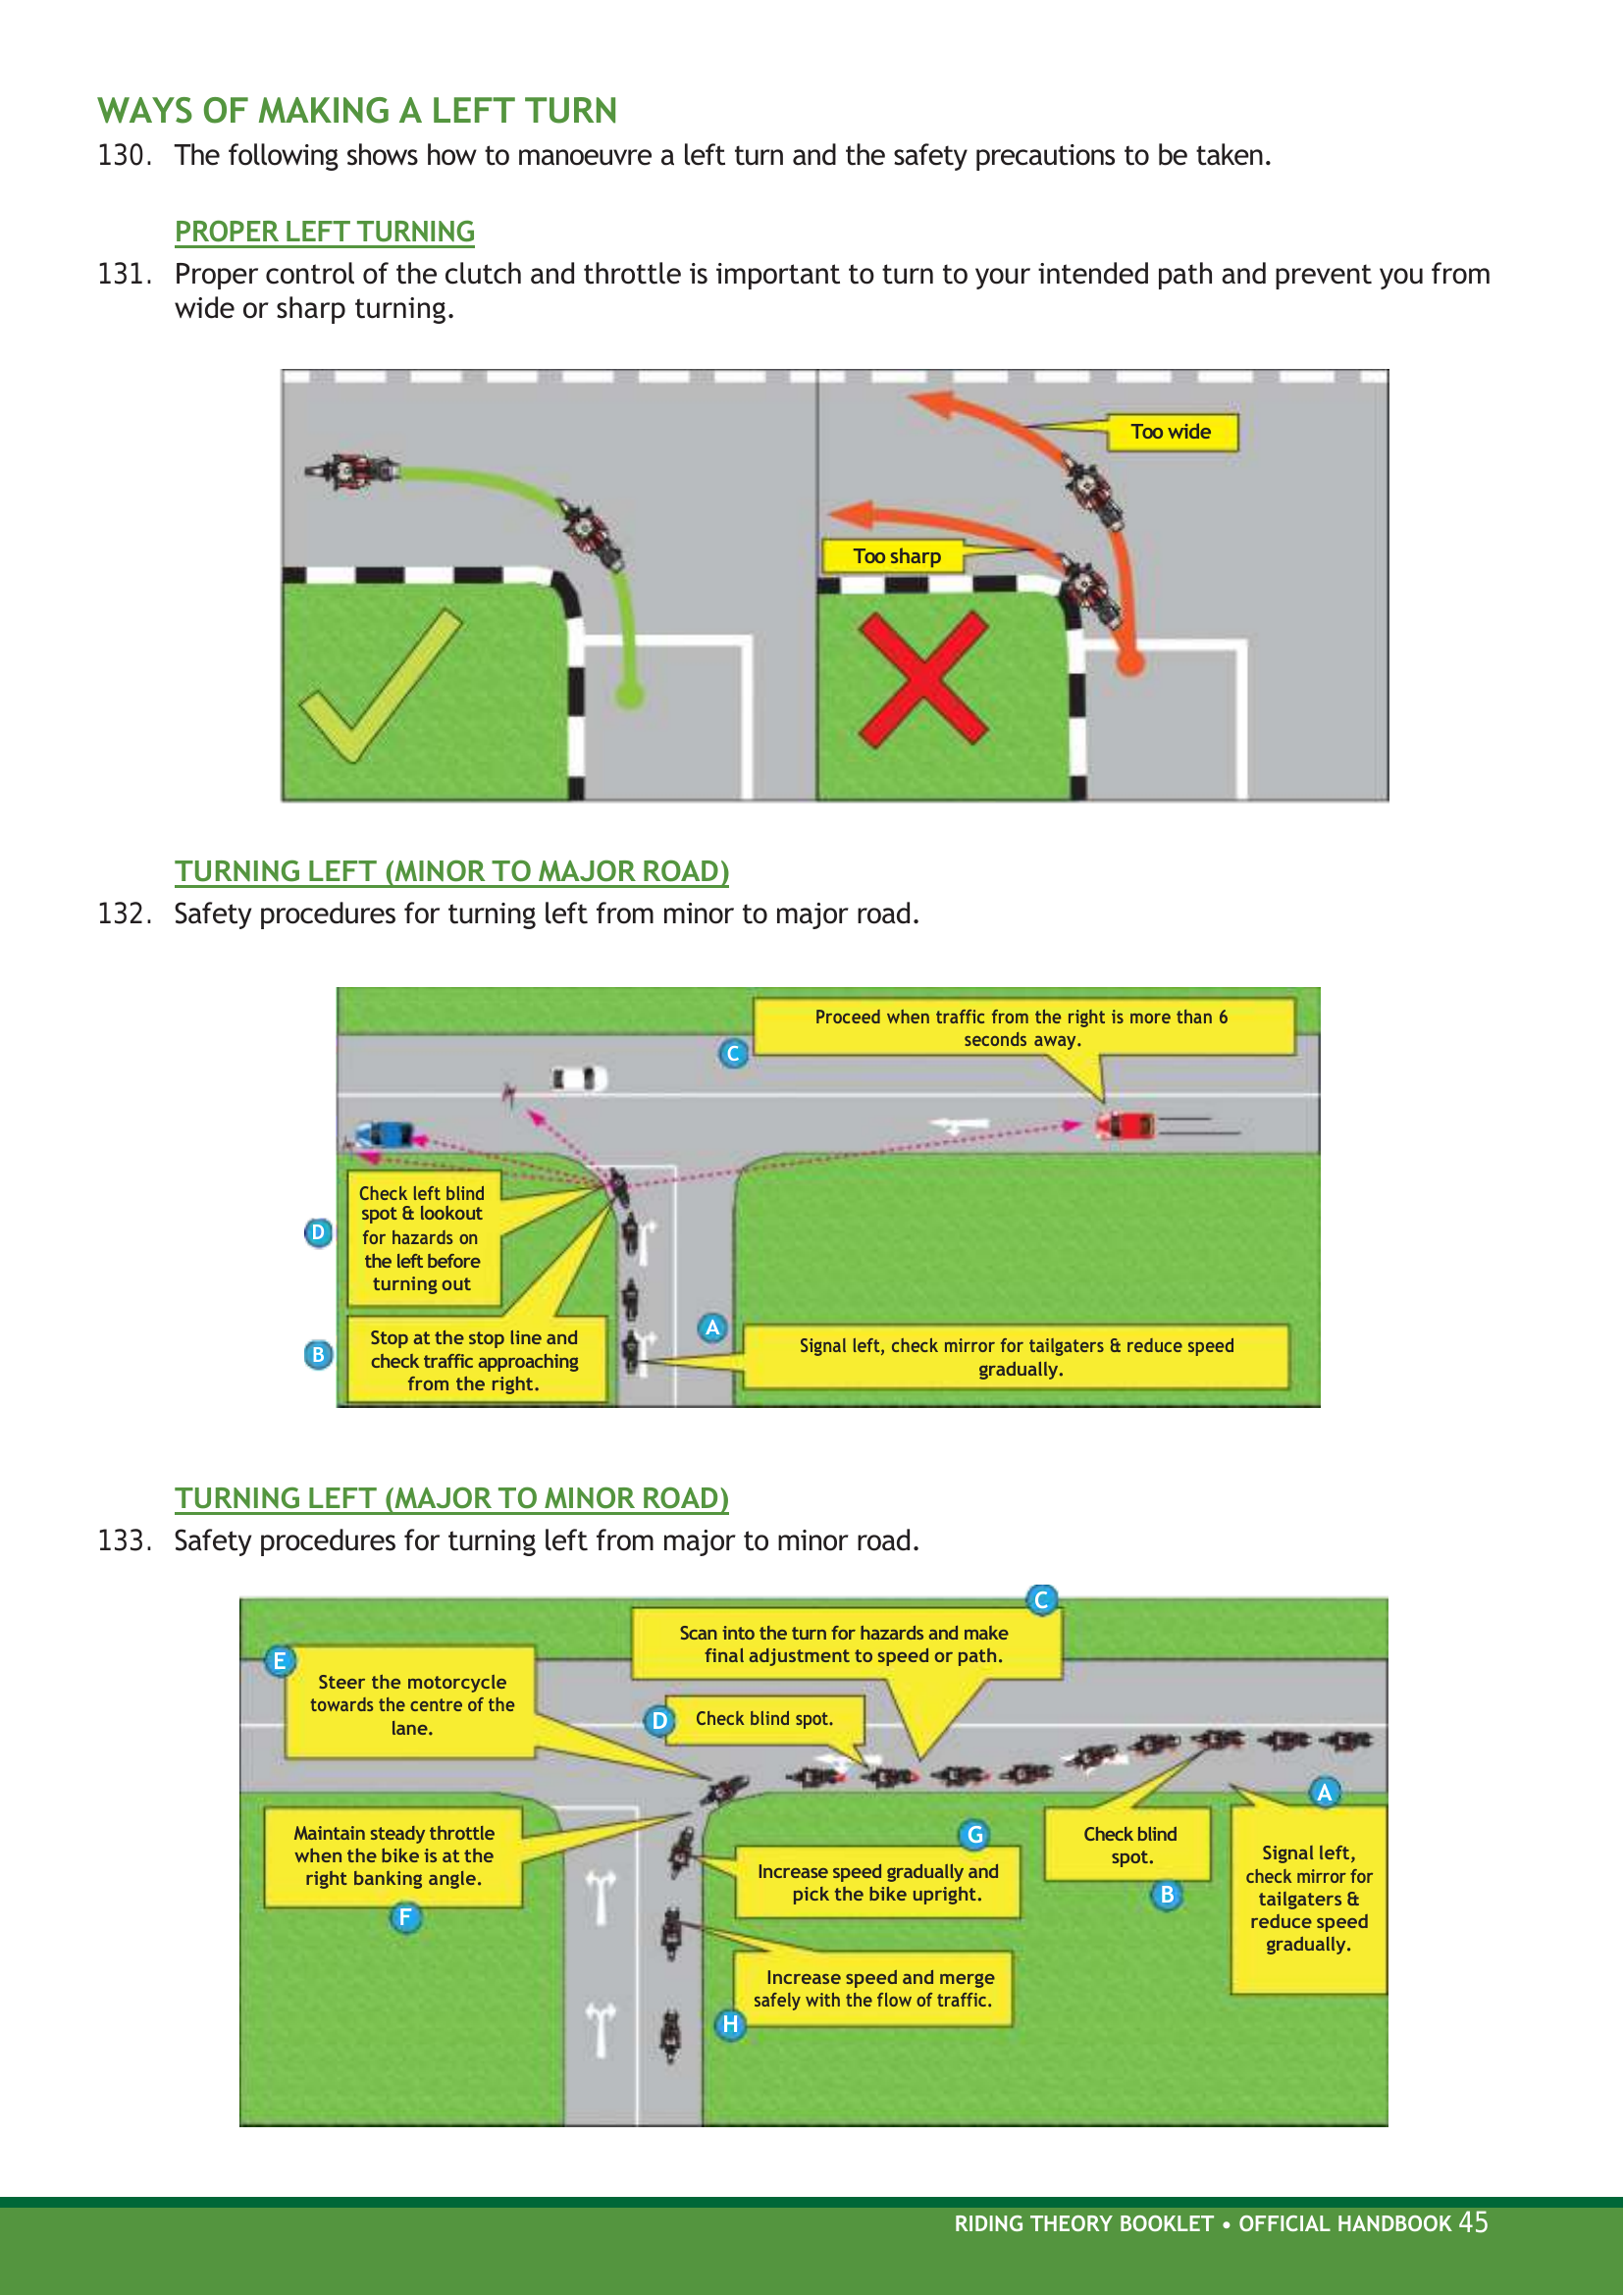 WAYS OF MAKING A LEFT TURN
130. The following shows how to manoeuvre a left turn and the safety precautions to be taken.
PROPER LEFT TURNING
131. Proper control of the clutch and throttle is important to turn to your intended path and prevent you from
wide or sharp turning.
Too wide
Too sharp
TURNING LEFT (MINOR TO MAJOR ROAD)
132. Safety procedures for turning left from minor to major road.
Proceed when traffic from the right is more than 6
seconds away.
C
Check left blind
spot & lookout
for hazards on
the left before
turning out
D
A
Stop at the stop line and
check traffic approaching
from the right.
B
Signal left, check mirror for tailgaters & reduce speed
gradually.
TURNING LEFT (MAJOR TO MINOR ROAD)
133. Safety procedures for turning left from major to minor road.
C
Scan into the turn for hazards and make
final adjustment to speed or path.
E
Steer the motorcycle
towards the centre of the
lane.
D
Check blind spot.
A
Maintain steady throttle
when the bike is at the
right banking angle.
F
G
Increase speed gradually and
pick the bike upright.
Check blind
spot.
B
Signal left,
check mirror for
tailgaters &
reduce speed
gradually.
Increase speed and merge
safely with the flow of traffic.
H
RIDING THEORY BOOKLET • OFFICIAL HANDBOOK 45